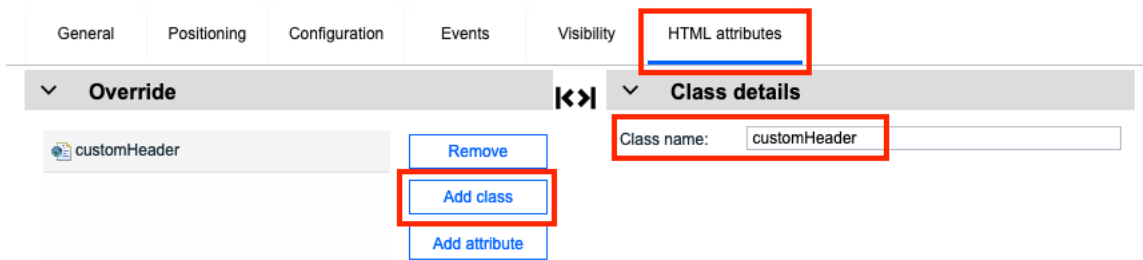 General Positioning Configuration Events Visibility HTML attributes
Override
Class details
customHeader
Remove
Class name: customHeader
Add class
Add attribute